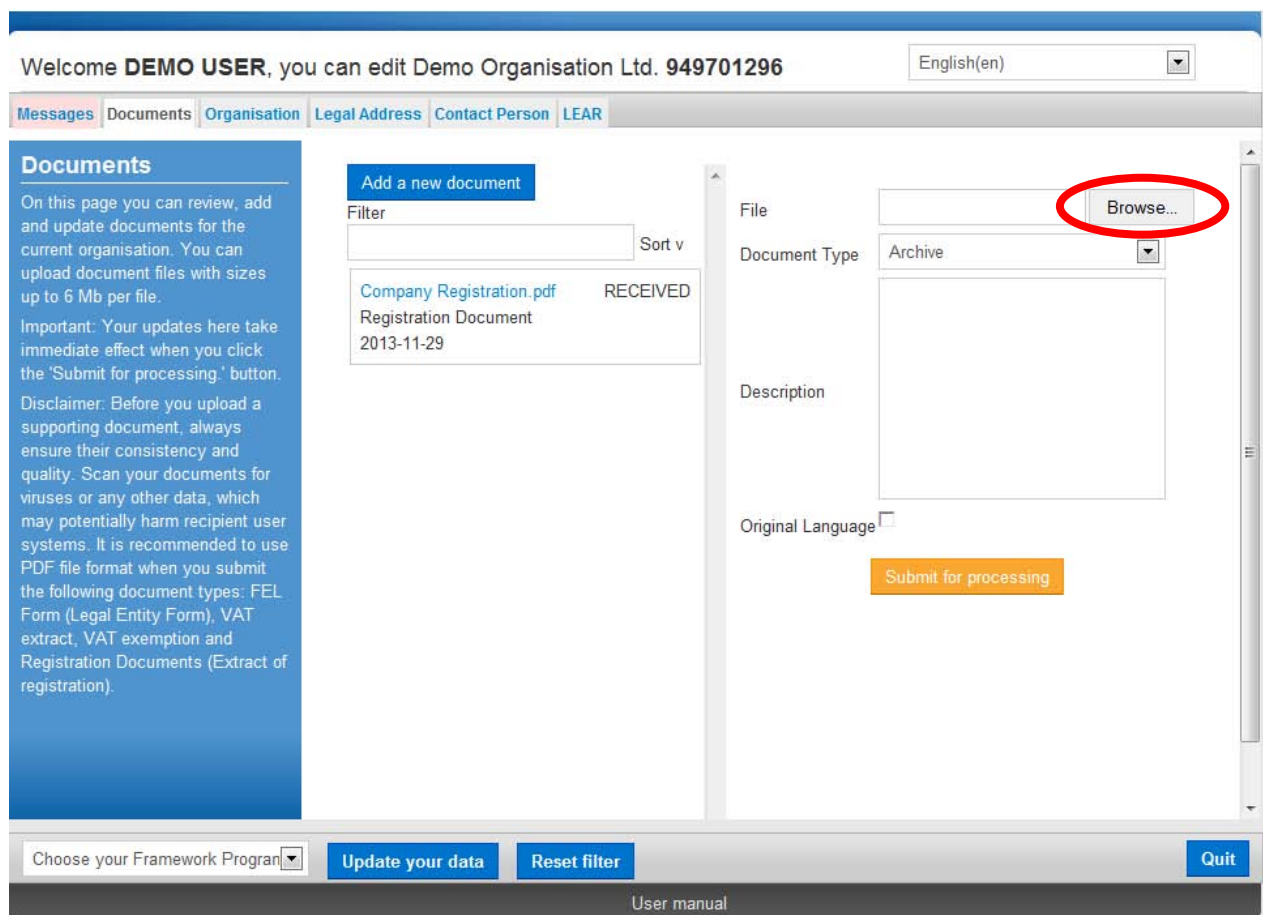 Welcome DEMO USER, you can edit Demo Organisation Ltd. 949701296
English(en)
Messages Documents Organisation Legal Address Contact Person LEAR
Documents
On this page you can review, add
and update documents for the
current organisation. You can
upload document files with sizes
up to 6 Mb per file.
Important: Your updates here take
immediate effect when you click
the 'Submit for processing.' button.
Disclaimer: Before you upload a
supporting document, always
ensure their consistency and
quality. Scan your documents for
viruses or any other data, which
may potentially harm recipient user
systems. It is recommended to use
PDF file format when you submit
the following document types: FEL
Form (Legal Entity Form), VAT
extract, VAT exemption and
Registration Documents (Extract of
registration).
Add a new document
Filter
Sort v
Company Registration.pdf RECEIVED
Registration Document
2013-11-29
File Browse...
Document Type Archive
Description
Original Language
Submit for processing
Choose your Framework Progran Update your data Reset filter Quit
User manual